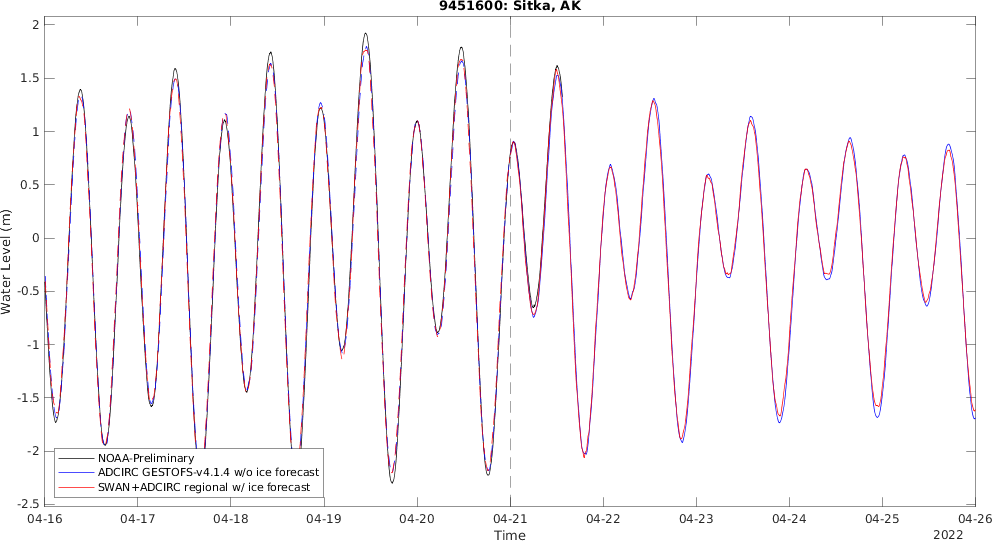 9451600: Sitka, AK
2
1.5
1
0.5
0
-0.5
-1
-1.5
-2
-2.5
Water Level (m)
NOAA-Preliminary
ADCIRC GESTOFS-v4.1.4 w/o ice forecast
SWAN+ADCIRC regional w/ ice forecast
04-16 04-17 04-18 04-19 04-20 04-21 04-22 04-23 04-24 04-25 04-26
Time
2022